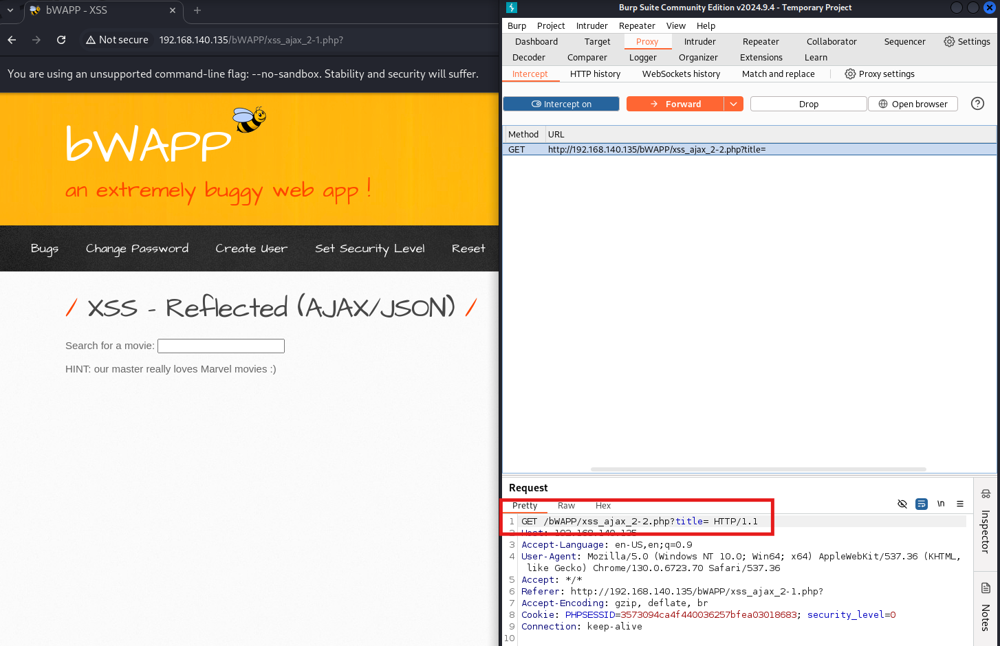 bWAPP - XSS
Not secure 192.168.140.135/bWAPP/xss_ajax_2-1.php?
You are using an unsupported command-line flag: --no-sandbox. Stability and security will suffer.
bWAPP
an extremely buggy web app !
Bugs Change Password Create User Set Security Level Reset
/ XSS - Reflected (AJAX/JSON) /
Search for a movie:
HINT: our master really loves Marvel movies :)
Burp Suite Community Edition v2024.9.4 - Temporary Project
Burp Project Intruder Repeater View Help
Dashboard Target Proxy Intruder Repeater Collaborator Sequencer Settings
Decoder Comparer Logger Organizer Extensions Learn
Intercept HTTP history WebSockets history Match and replace Proxy settings
Intercept on Forward Drop Open browser ?
Method URL
GET http://192.168.140.135/bWAPP/xss_ajax_2-2.php?title=
Request
Pretty Raw Hex \n
1 GET /bWAPP/xss_ajax_2-2.php?title= HTTP/1.1
2 Host: 192.168.140.135
3 Accept-Language: en-US,en;q=0.9
4 User-Agent: Mozilla/5.0 (Windows NT 10.0; Win64; x64) AppleWebKit/537.36 (KHTML,
like Gecko) Chrome/130.0.6723.70 Safari/537.36
5 Accept: */*
6 Referer: http://192.168.140.135/bWAPP/xss_ajax_2-1.php?
7 Accept-Encoding: gzip, deflate, br
8 Cookie: PHPSESSID=3573094ca4f440036257bfea03018683; security_level=0
9 Connection: keep-alive
10
Inspector
Notes